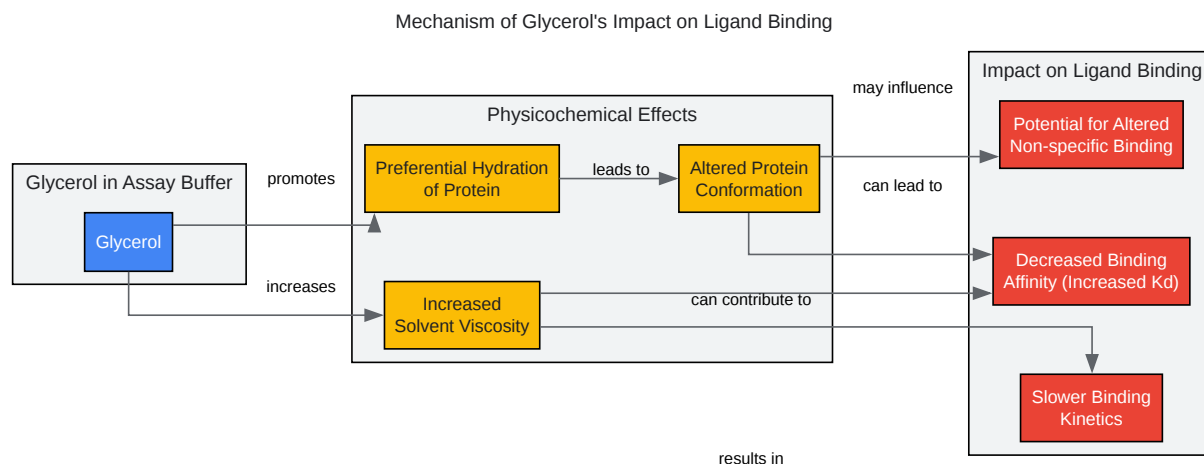 Mechanism of Glycerol's Impact on Ligand Binding
Glycerol in Assay Buffer
Glycerol
promotes
increases
Physicochemical Effects
Preferential Hydration
of Protein
leads to
Altered Protein
Conformation
Increased
Solvent Viscosity
can contribute to
may influence
can lead to
results in
Impact on Ligand Binding
Potential for Altered
Non-specific Binding
Decreased Binding
Affinity (Increased Kd)
Slower Binding
Kinetics